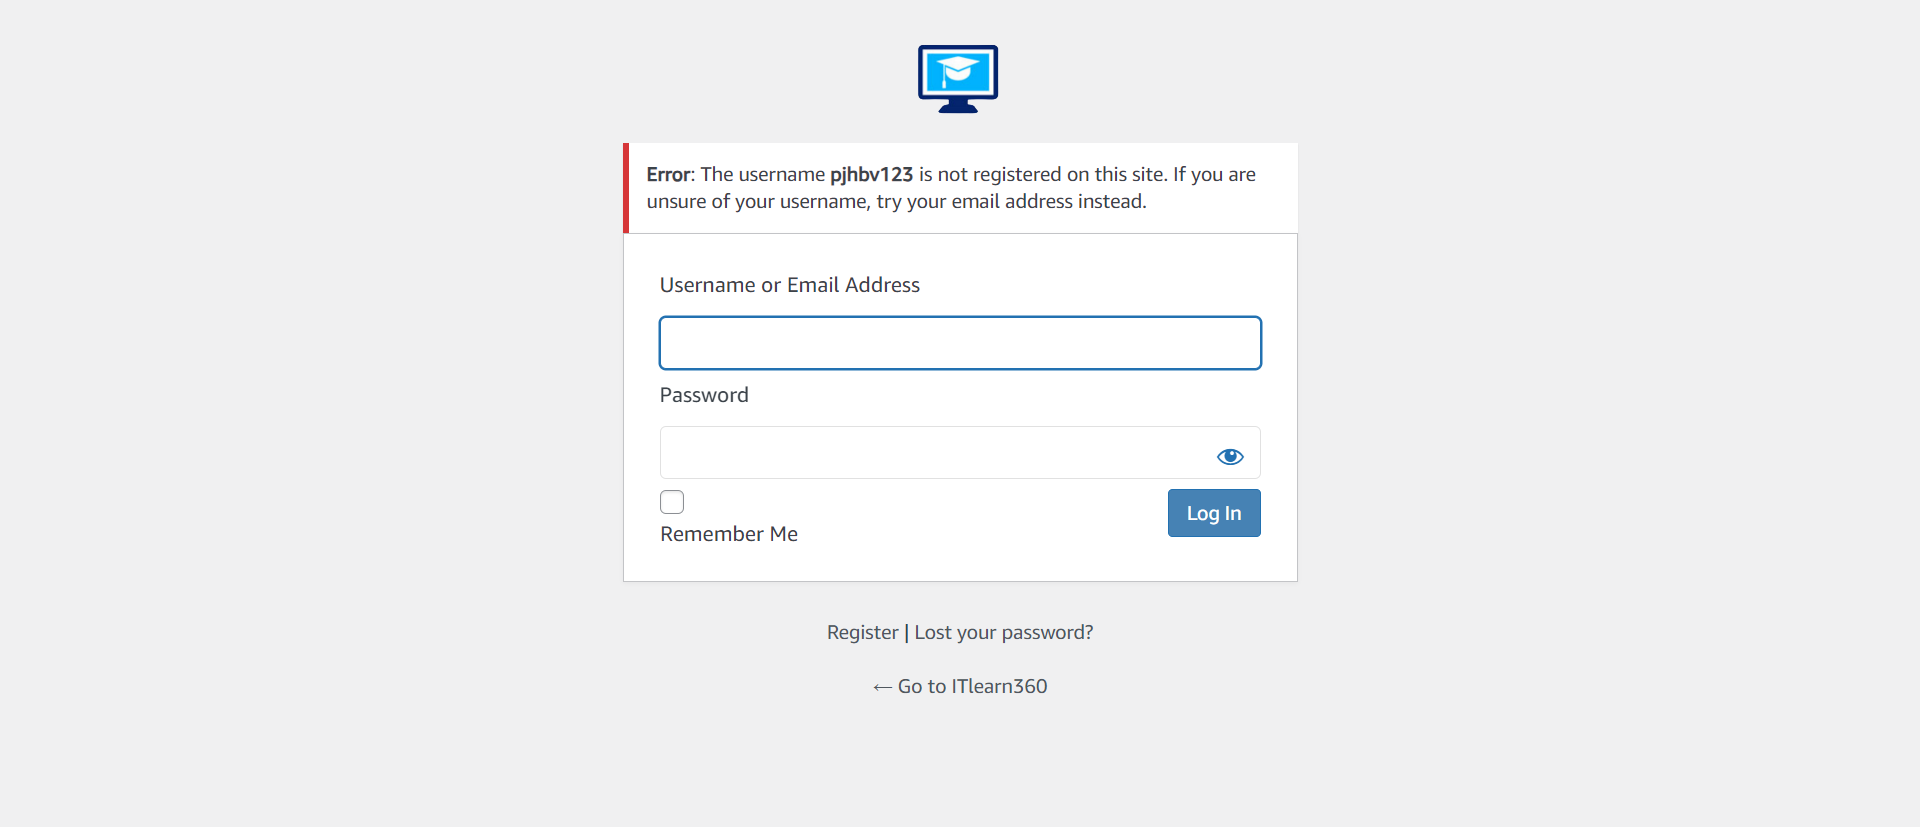 Error: The username pjhbv123 is not registered on this site. If you are
unsure of your username, try your email address instead.
Username or Email Address
Password
Remember Me
Log In
Register | Lost your password?
← Go to ITlearn360